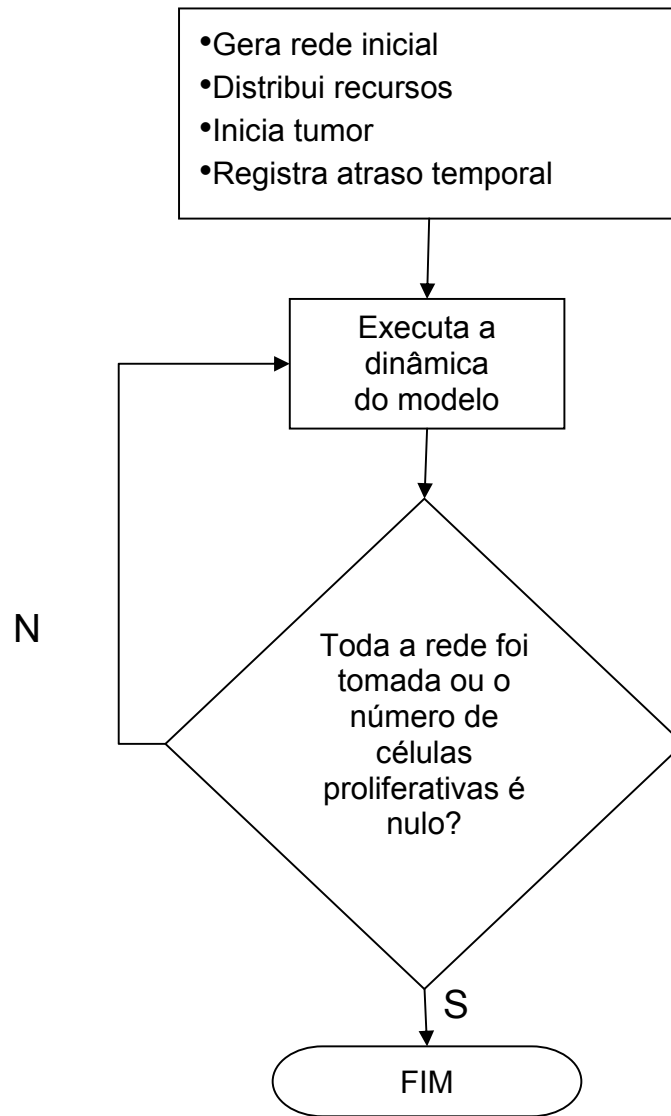 •Gera rede inicial
•Distribui recursos
•Inicia tumor
•Registra atraso temporal
Executa a
dinâmica
do modelo
N
Toda a rede foi
tomada ou o
número de
células
proliferativas é
nulo?
S
FIM